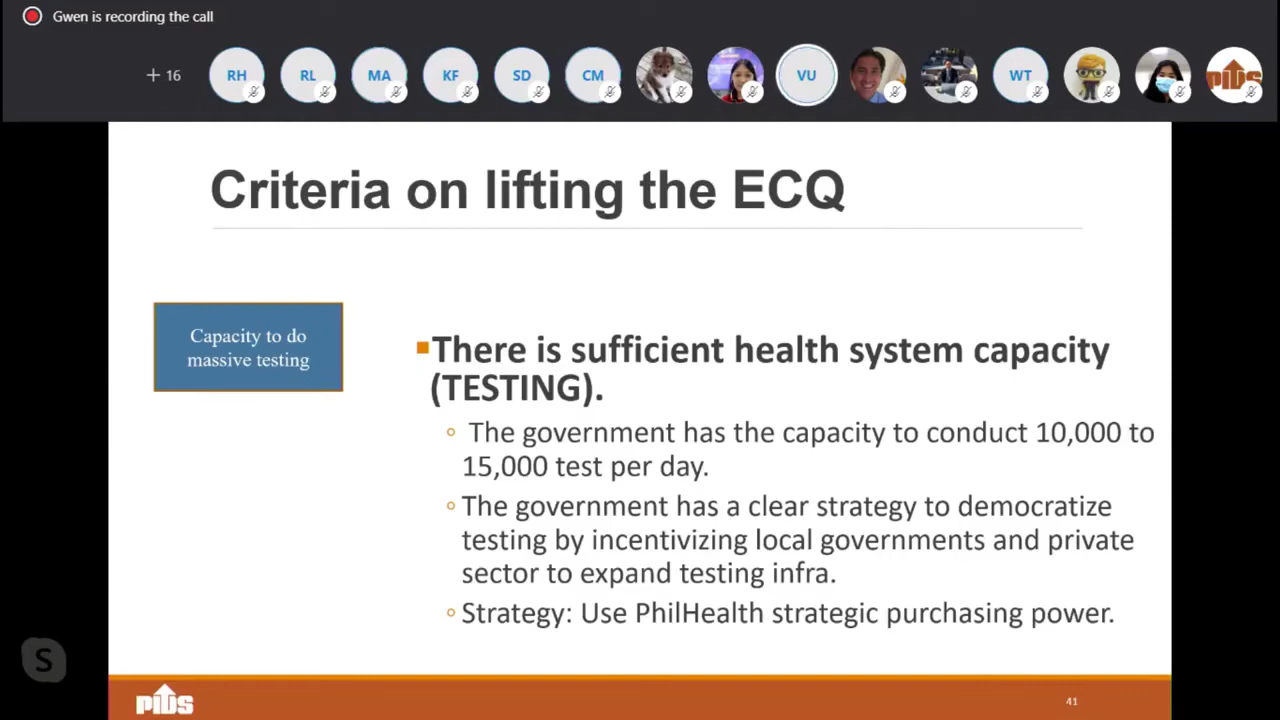 Gwen is recording the call
+ 16
RH
RL
MA
KF
SD
CM
VU
WT
PIDS
Criteria on lifting the ECQ
Capacity to do
massive testing
There is sufficient health system capacity
(TESTING).
The government has the capacity to conduct 10,000 to
15,000 test per day.
The government has a clear strategy to democratize
testing by incentivizing local governments and private
sector to expand testing infra.
Strategy: Use PhilHealth strategic purchasing power.
S
PIDS
41